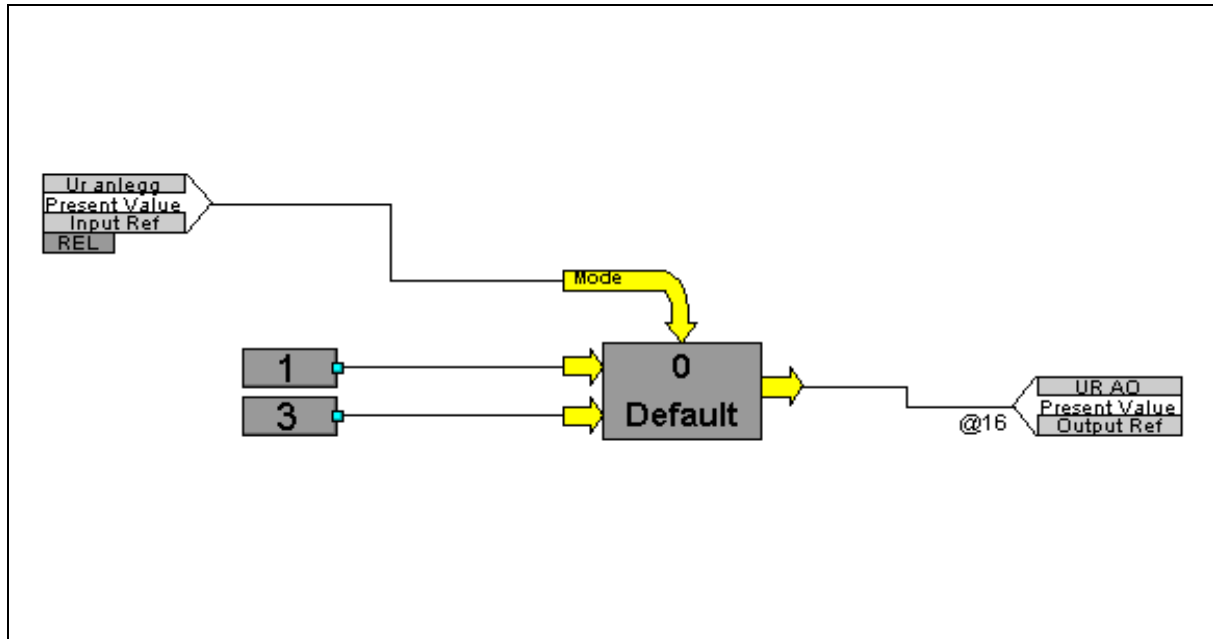 Ur anlegg
Present Value
Input Ref
REL
Mode
1
3
0
Default
@16
UR AO
Present Value
Output Ref